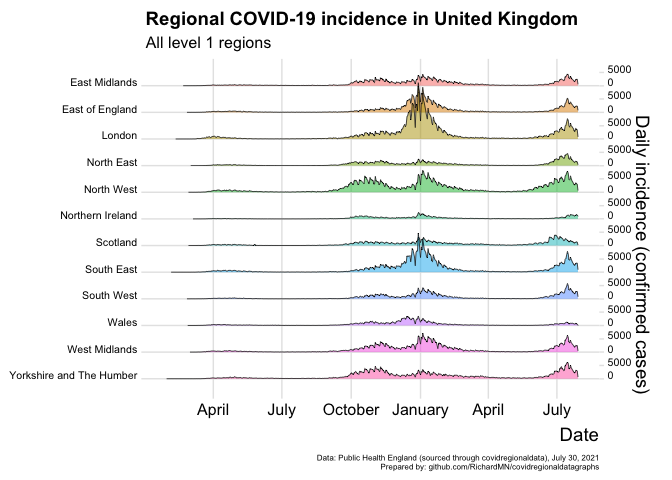 Regional COVID-19 incidence in United Kingdom
All level 1 regions
East Midlands
5000
0
East of England
5000
0
London
5000
0
North East
5000
0
North West
5000
0
Northern Ireland
5000
0
Scotland
5000
0
South East
5000
0
South West
5000
0
Wales
5000
0
West Midlands
5000
0
Yorkshire and The Humber
5000
0
Daily incidence (confirmed cases)
April July October January April July
Date
Data: Public Health England (sourced through covidregionaldata), July 30, 2021
Prepared by: github.com/RichardMN/covidregionaldatagraphs